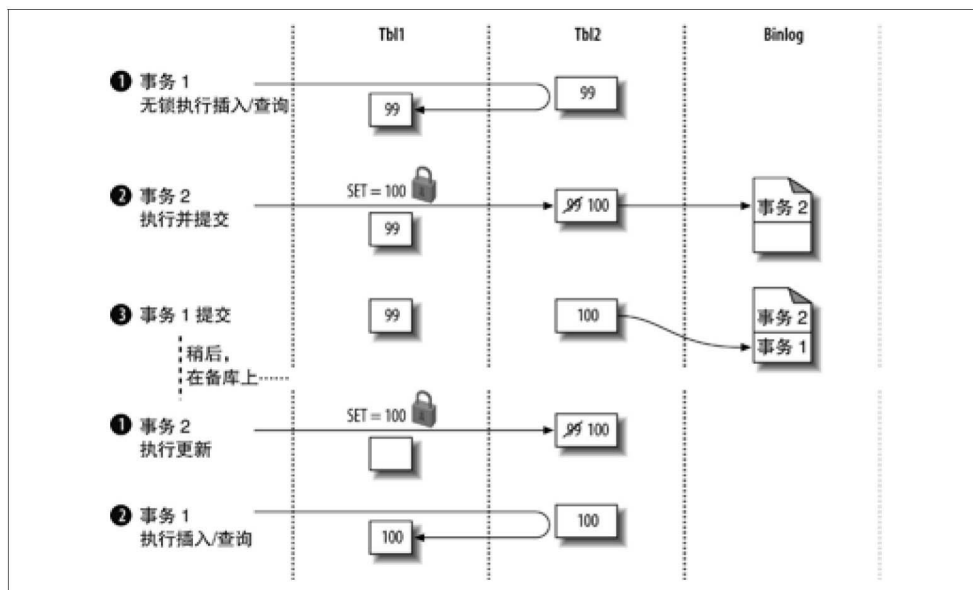 Tbl1 Tbl2 Binlog
❶ 事务 1
无锁执行插入/查询
99
99
❷ 事务 2
执行并提交
SET = 100
99
99 100
事务 2
❸ 事务 1 提交
99
100
事务 2
事务 1
稍后，
在备库上……
❶ 事务 2
执行更新
SET = 100
99 100
❷ 事务 1
执行插入/查询
100
100